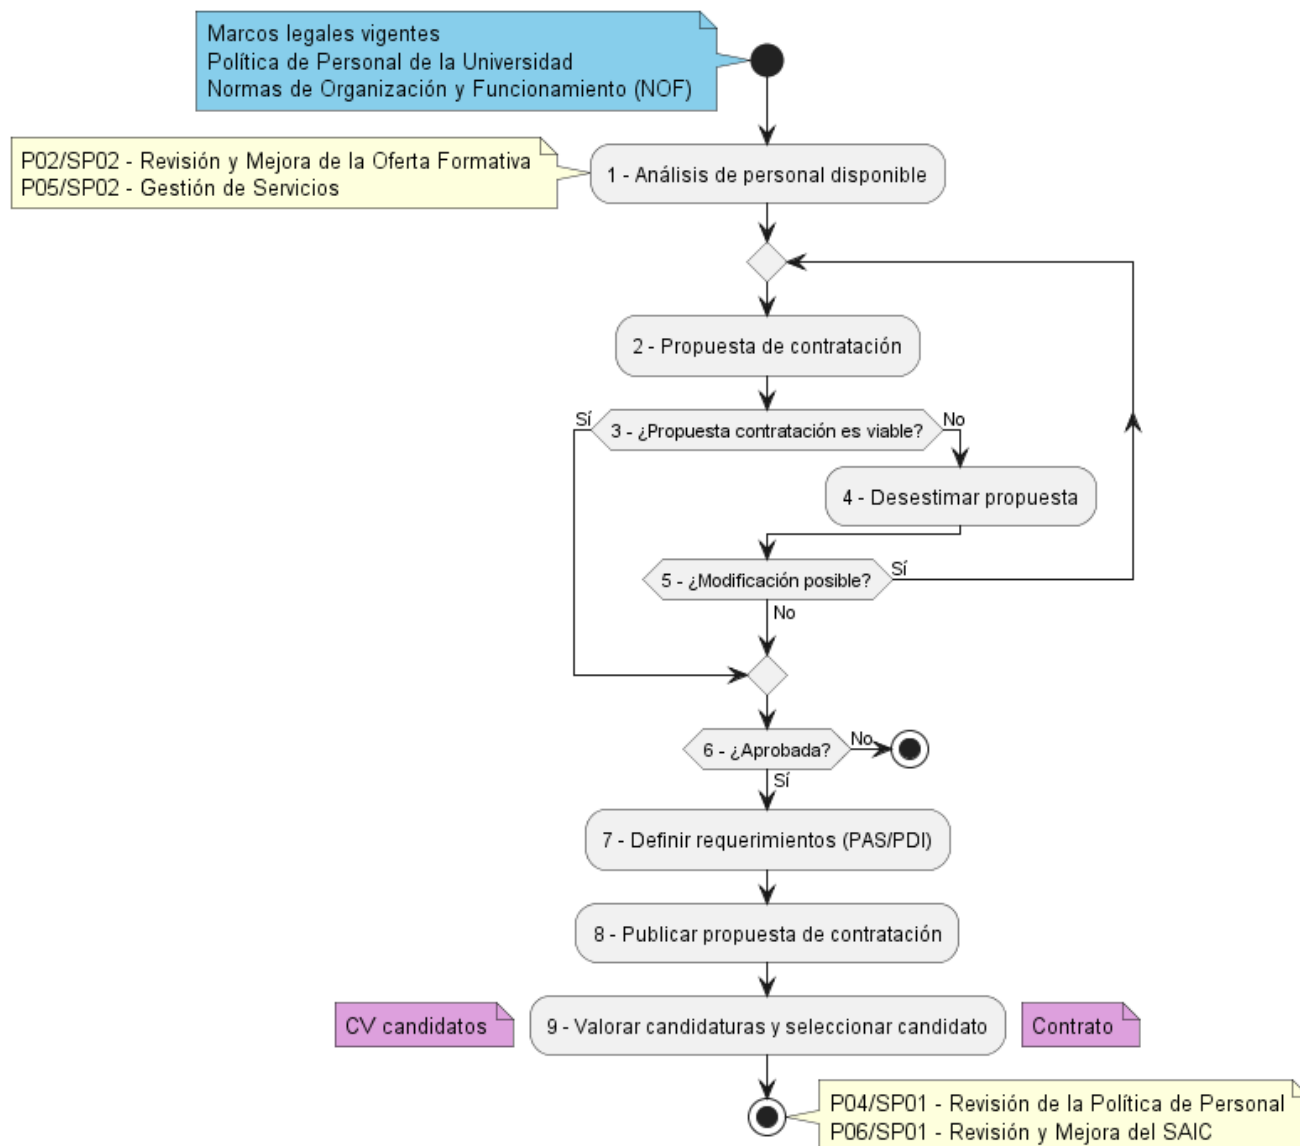 Marcos legales vigentes
Política de Personal de la Universidad
Normas de Organización y Funcionamiento (NOF)
P02/SP02 - Revisión y Mejora de la Oferta Formativa
P05/SP02 - Gestión de Servicios
1 - Análisis de personal disponible
2 - Propuesta de contratación
Sí
3 - ¿Propuesta contratación es viable?
No
4 - Desestimar propuesta
5 - ¿Modificación posible?
Sí
No
6 - ¿Aprobada?
No
Sí
7 - Definir requerimientos (PAS/PDI)
8 - Publicar propuesta de contratación
CV candidatos
9 - Valorar candidaturas y seleccionar candidato
Contrato
P04/SP01 - Revisión de la Política de Personal
P06/SP01 - Revisión y Mejora del SAIC